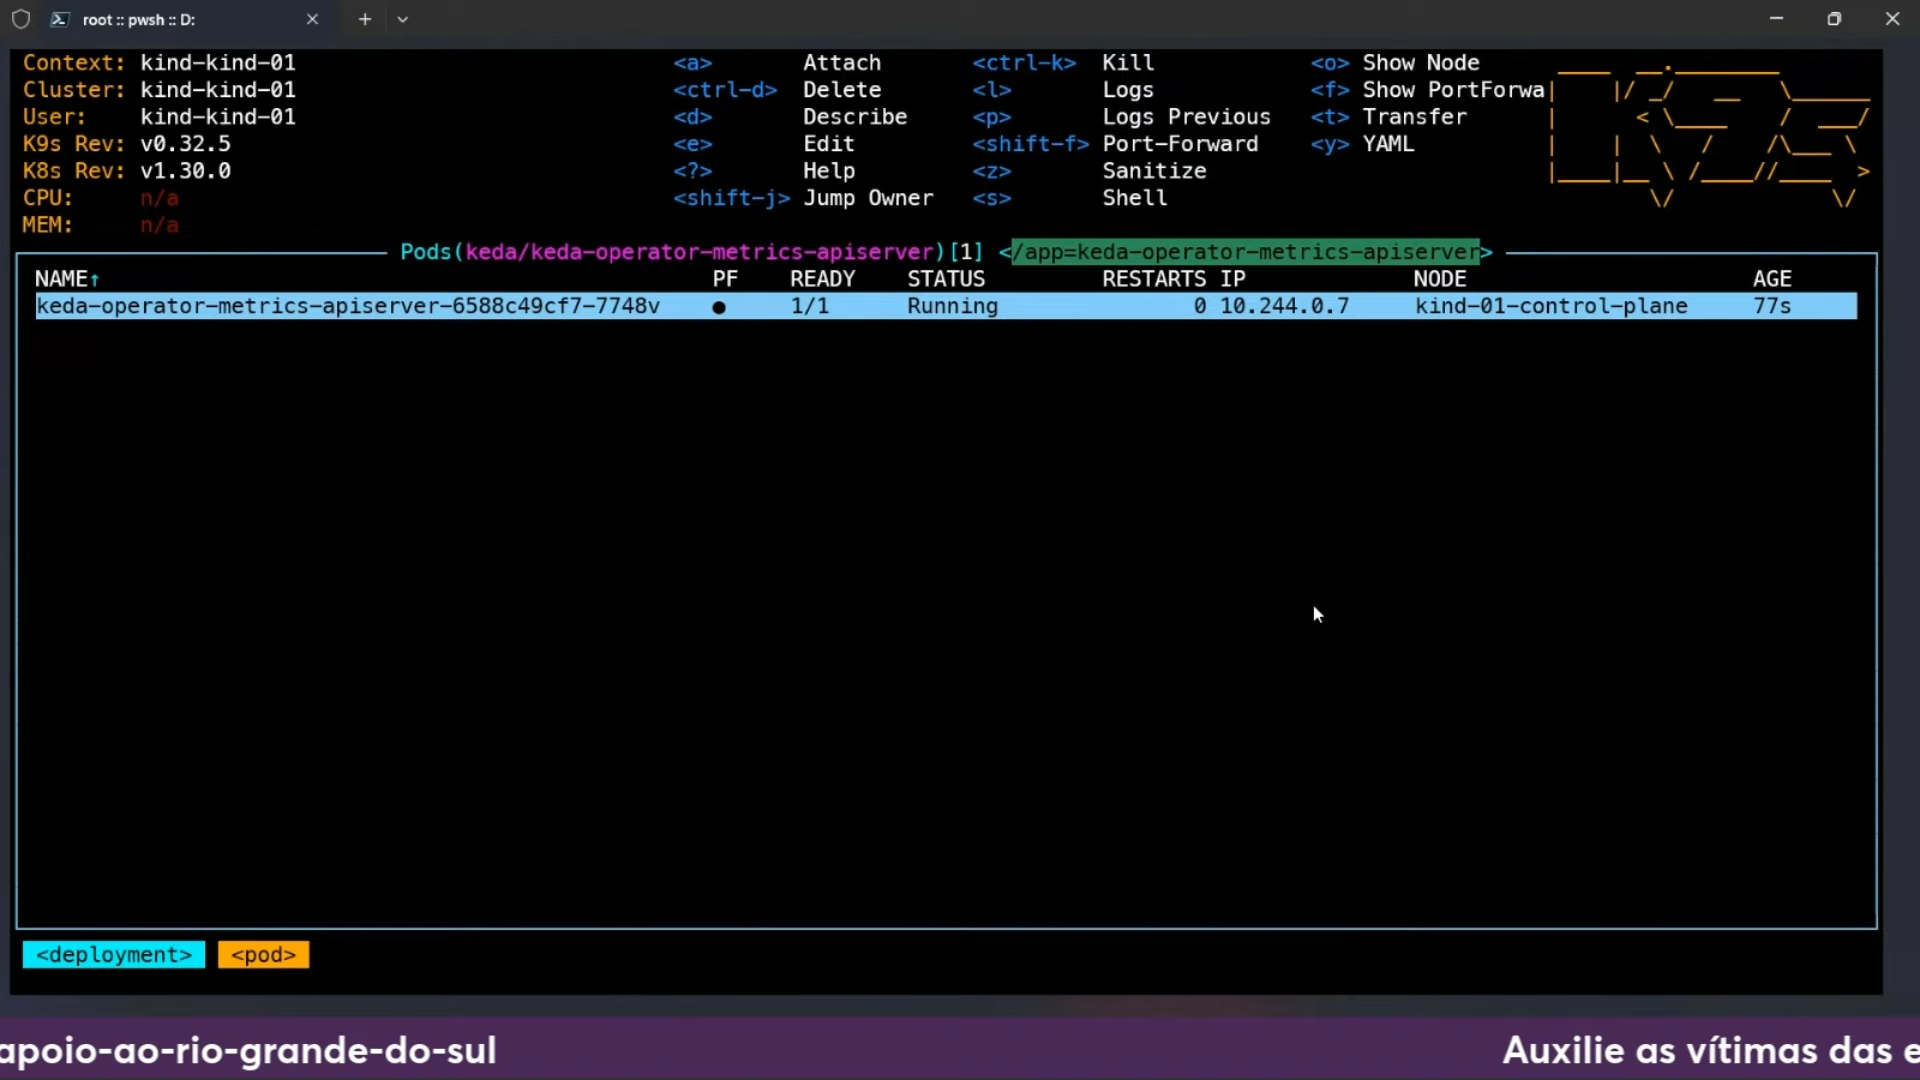 root :: pwsh :: D:
Context: kind-kind-01 <a> Attach <ctrl-k> Kill <o> Show Node
Cluster: kind-kind-01 <ctrl-d> Delete <l> Logs <f> Show PortForwa
User: kind-kind-01 <d> Describe <p> Logs Previous <t> Transfer
K9s Rev: v0.32.5 <e> Edit <shift-f> Port-Forward <y> YAML
K8s Rev: v1.30.0 <?> Help <z> Sanitize
CPU: n/a <shift-j> Jump Owner <s> Shell
MEM: n/a
Pods(keda/keda-operator-metrics-apiserver)[1] </app=keda-operator-metrics-apiserver>
NAME↑ PF READY STATUS RESTARTS IP NODE AGE
keda-operator-metrics-apiserver-6588c49cf7-7748v ● 1/1 Running 0 10.244.0.7 kind-01-control-plane 77s
<deployment> <pod>
apoio-ao-rio-grande-do-sul Auxilie as vítimas das e